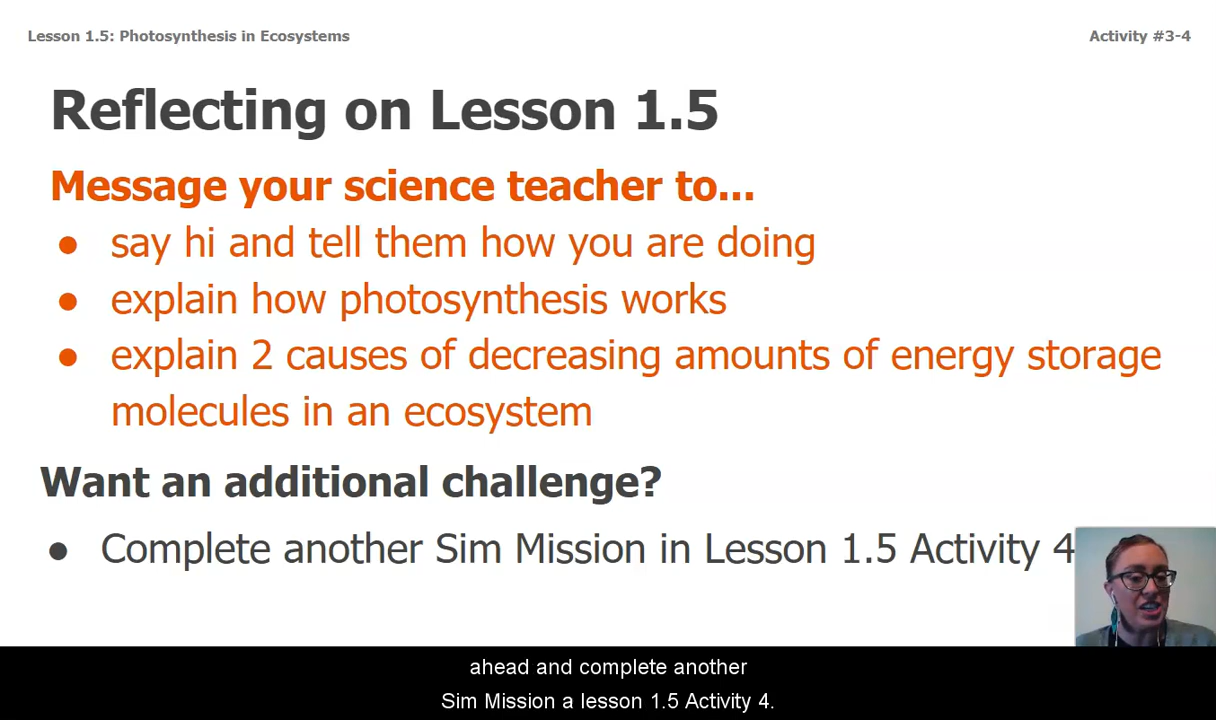 Lesson 1.5: Photosynthesis in Ecosystems
Activity #3-4
Reflecting on Lesson 1.5
Message your science teacher to...
● say hi and tell them how you are doing
● explain how photosynthesis works
● explain 2 causes of decreasing amounts of energy storage
molecules in an ecosystem
Want an additional challenge?
● Complete another Sim Mission in Lesson 1.5 Activity 4
ahead and complete another
Sim Mission a lesson 1.5 Activity 4.